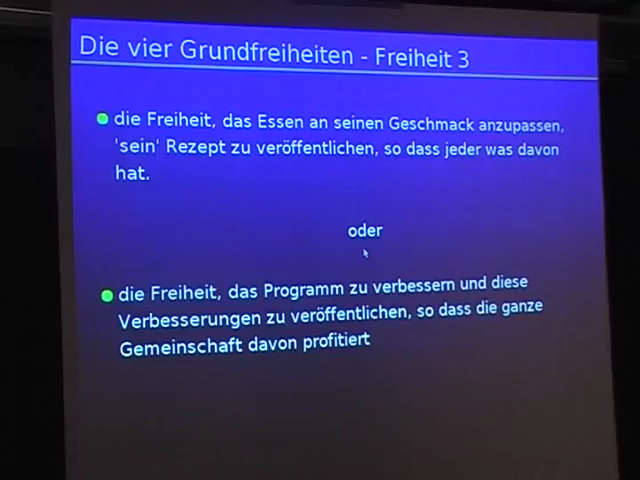 Die vier Grundfreiheiten - Freiheit 3
die Freiheit, das Essen an seinen Geschmack anzupassen,
'sein' Rezept zu veröffentlichen, so dass jeder was davon
hat.
oder
die Freiheit, das Programm zu verbessern und diese
Verbesserungen zu veröffentlichen, so dass die ganze
Gemeinschaft davon profitiert